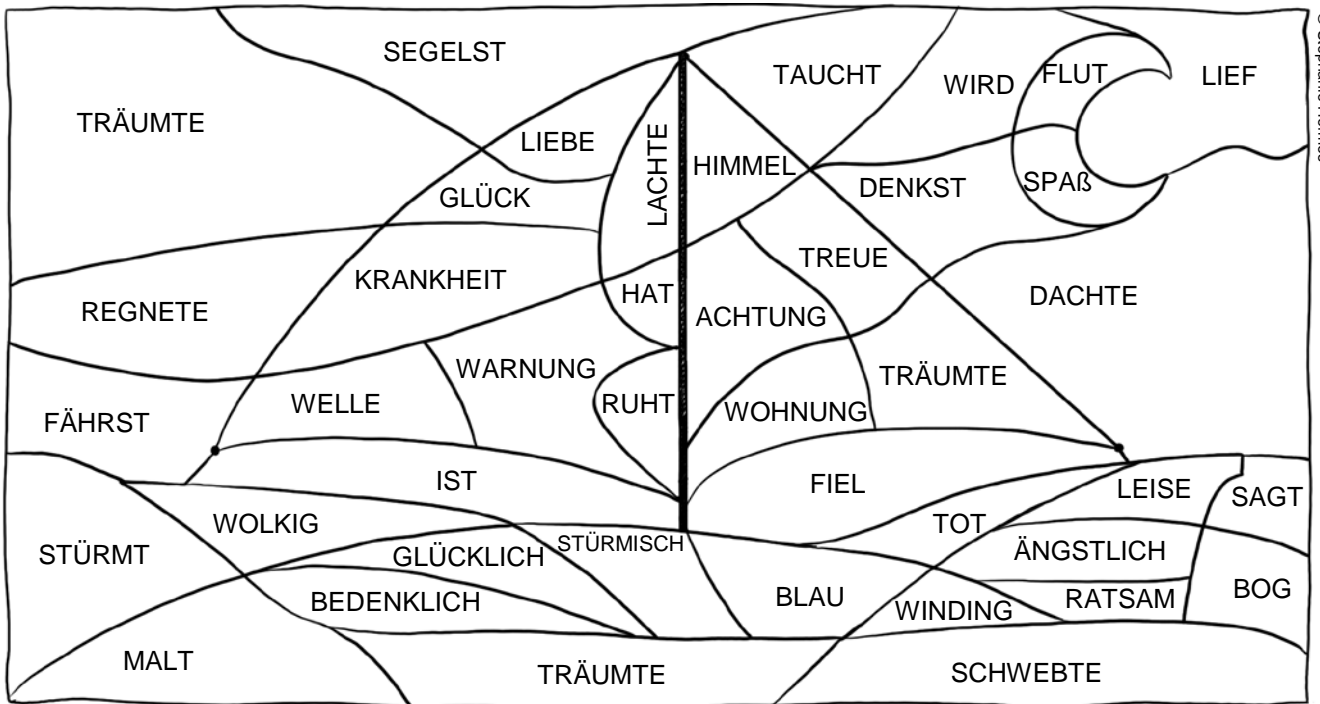 SEGELST
TAUCHT
WIRD
FLUT
LIEF
TRÄUMTE
LIEBE
LACHTE
HIMMEL
DENKST
SPAß
GLÜCK
TREUE
KRANKHEIT
HAT
DACHTE
REGNETE
ACHTUNG
WARNUNG
TRÄUMTE
WELLE
RUHT
WOHNUNG
FÄHRST
IST
FIEL
LEISE
SAGT
WOLKIG
TOT
STÜRMT
GLÜCKLICH
STÜRMISCH
ÄNGSTLICH
BEDENKLICH
BLAU
WINDING
RATSAM
BOG
MALT
TRÄUMTE
SCHWEBTE